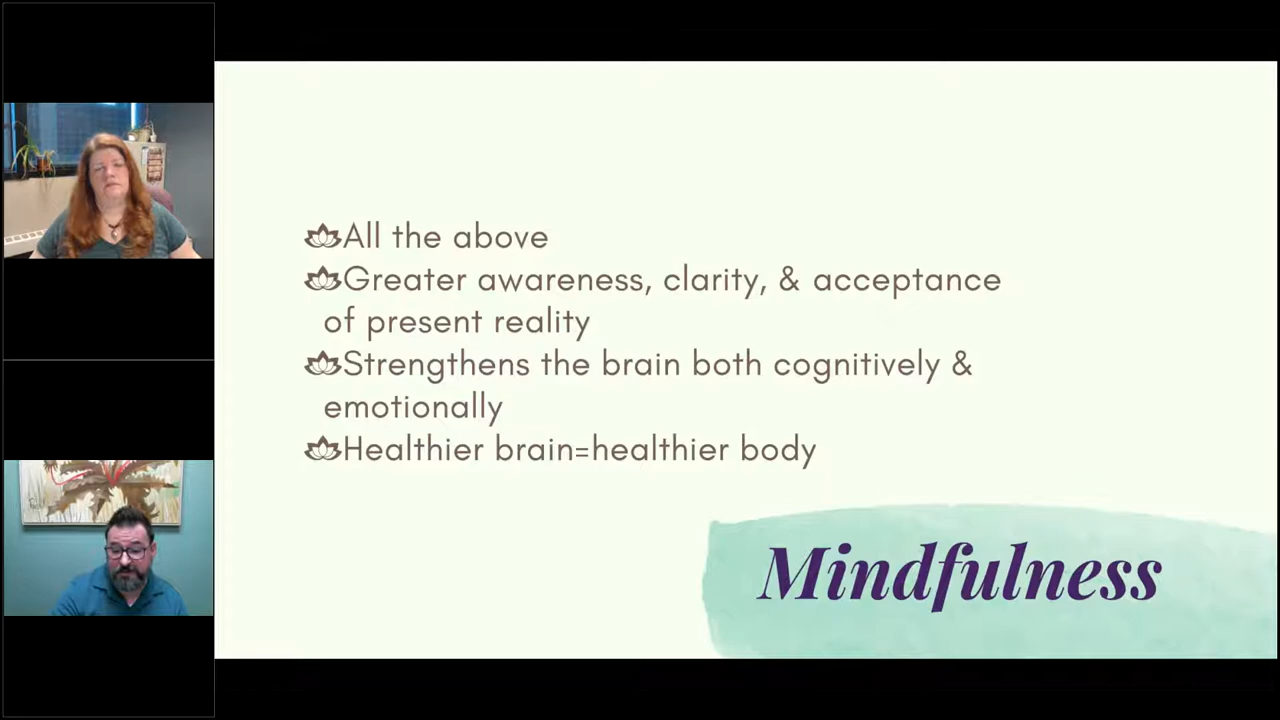 All the above
Greater awareness, clarity, & acceptance
of present reality
Strengthens the brain both cognitively &
emotionally
Healthier brain=healthier body
Mindfulness